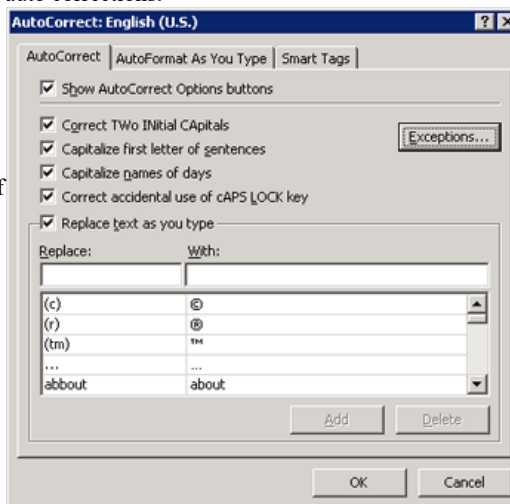 AutoCorrect: English (U.S.)
AutoCorrect AutoFormat As You Type Smart Tags
Show AutoCorrect Options buttons
Correct TWo INitial CApitals
Exceptions...
Capitalize first letter of sentences
Capitalize names of days
f
Correct accidental use of cAPS LOCK key
Replace text as you type
Replace: With:
(c) ©
(r) ®
(tm) ™
... ...
abbout about
Add Delete
OK Cancel